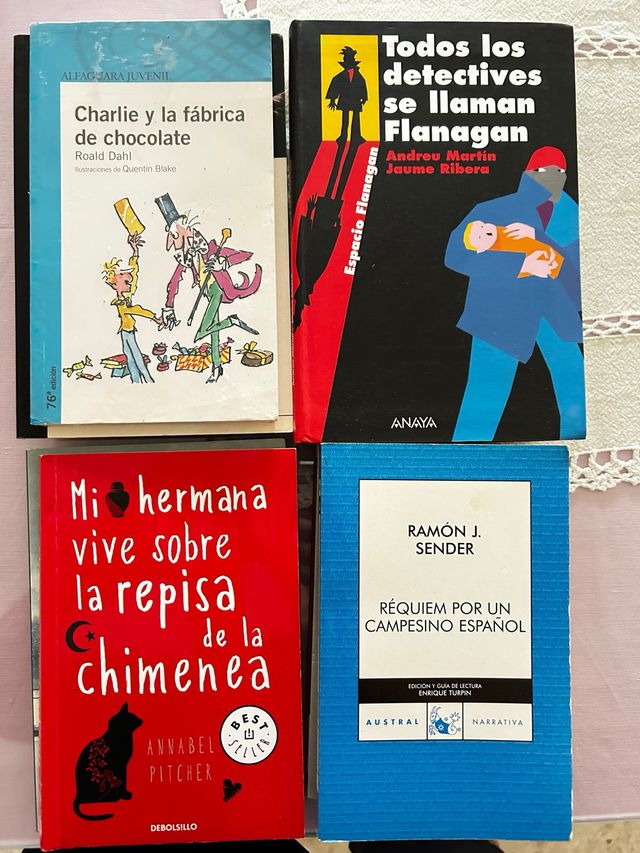 ALFAGUARA JUVENIL
Charlie y la fábrica
de chocolate
Roald Dahl
Ilustraciones de Quentin Blake
76ª edición
Todos los
detectives
se llaman
Flanagan
Andreu Martín
Jaume Ribera
Espacio Flanagan
ANAYA
Mi hermana
vive sobre
la repisa
de la
chimenea
BEST
SELLER
ANNABEL
PITCHER
DEBOLS!LLO
RAMÓN J.
SENDER
RÉQUIEM POR UN
CAMPESINO ESPAÑOL
EDICIÓN Y GUÍA DE LECTURA
ENRIQUE TURPIN
AUSTRAL NARRATIVA